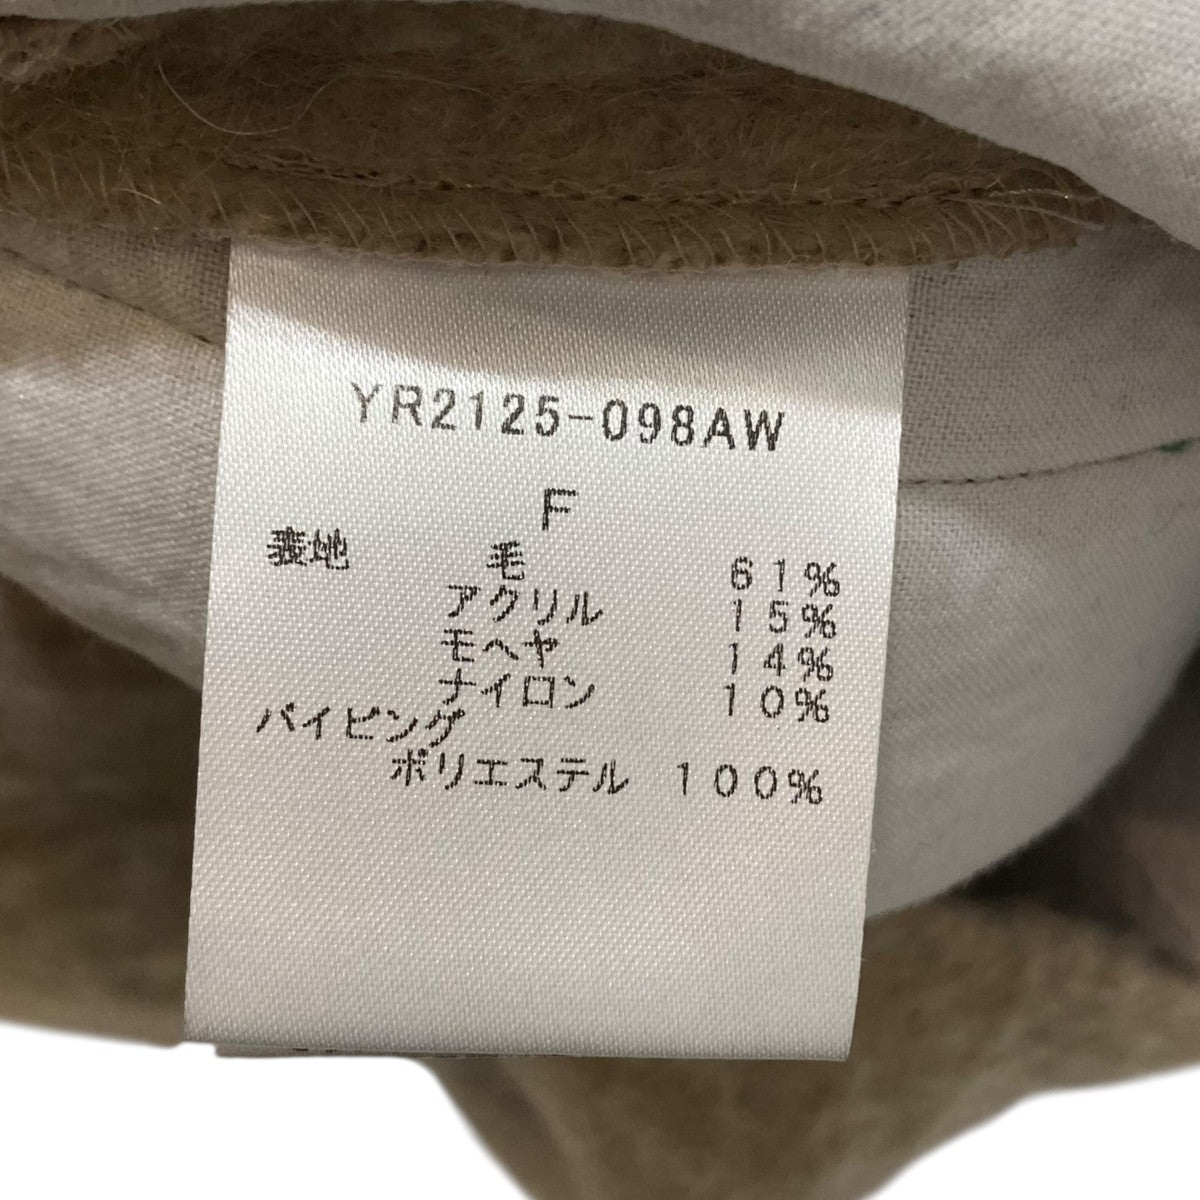 YR2125-098AW
F
表地 毛 61%
アクリル 15%
モヘヤ 14%
ナイロン 10%
パイピング
ポリエステル 100%